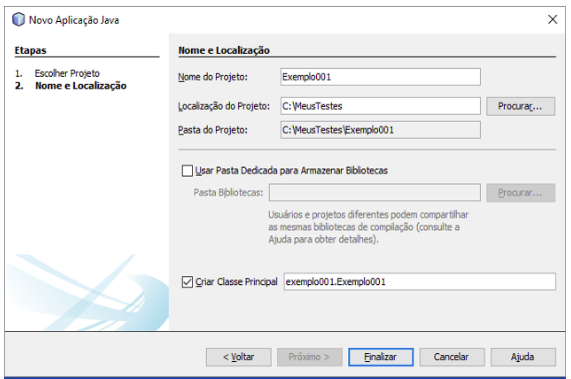 Novo Aplicação Java
Etapas
1. Escolher Projeto
2. Nome e Localização
Nome e Localização
Nome do Projeto: Exemplo001
Localização do Projeto: C:\MeusTestes Procurar...
Pasta do Projeto: C:\MeusTestes\Exemplo001
Usar Pasta Dedicada para Armazenar Bibliotecas
Pasta Bibliotecas: Procurar...
Usuários e projetos diferentes podem compartilhar
as mesmas bibliotecas de compilação (consulte a
Ajuda para obter detalhes).
Criar Classe Principal exemplo001.Exemplo001
< Voltar Próximo > Finalizar Cancelar Ajuda